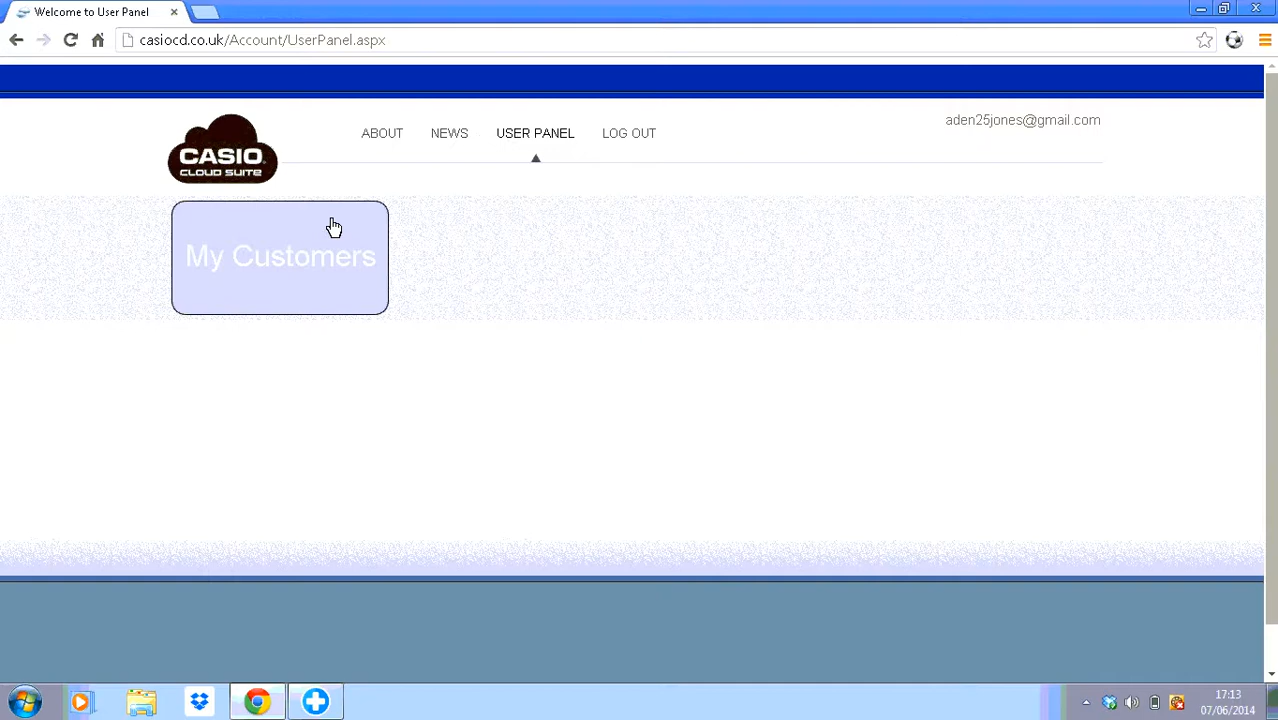 Welcome to User Panel
casiocd.co.uk/Account/UserPanel.aspx
CASIO
CLOUD SUITE
ABOUT
NEWS
USER PANEL
LOG OUT
aden25jones@gmail.com
My Customers
17:13
07/06/2014